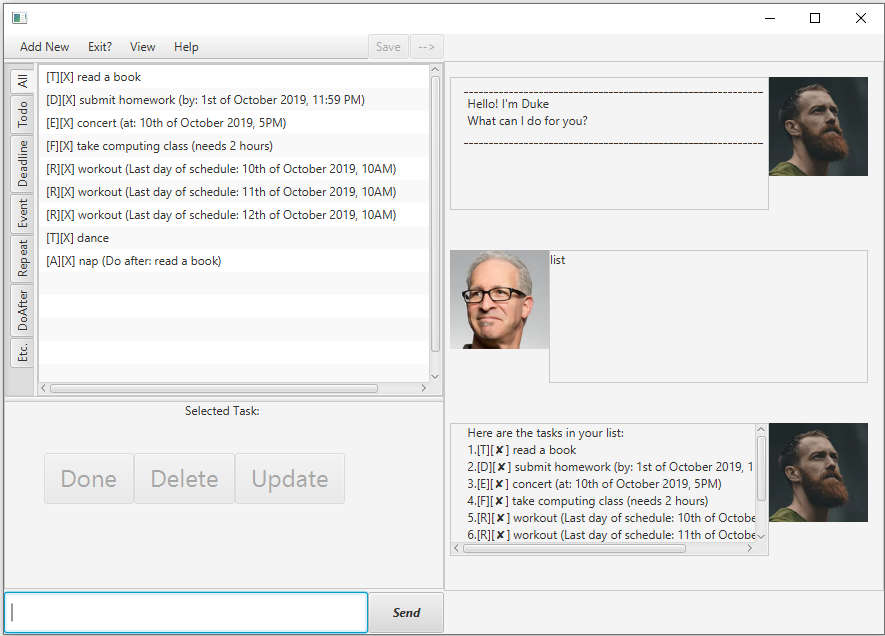 Add New Exit? View Help Save -->
All
Todo
Deadline
Event
Repeat
DoAfter
Etc.
[T][X] read a book
[D][X] submit homework (by: 1st of October 2019, 11:59 PM)
[E][X] concert (at: 10th of October 2019, 5PM)
[F][X] take computing class (needs 2 hours)
[R][X] workout (Last day of schedule: 10th of October 2019, 10AM)
[R][X] workout (Last day of schedule: 11th of October 2019, 10AM)
[R][X] workout (Last day of schedule: 12th of October 2019, 10AM)
[T][X] dance
[A][X] nap (Do after: read a book)
Selected Task:
Done Delete Update
Send
____________________________________________________________
Hello! I'm Duke
What can I do for you?
____________________________________________________________
list
Here are the tasks in your list:
1.[T][✘] read a book
2.[D][✘] submit homework (by: 1st of October 2019, 1
3.[E][✘] concert (at: 10th of October 2019, 5PM)
4.[F][✘] take computing class (needs 2 hours)
5.[R][✘] workout (Last day of schedule: 10th of Octobe
6.[R][✘] workout (Last day of schedule: 11th of Octobe